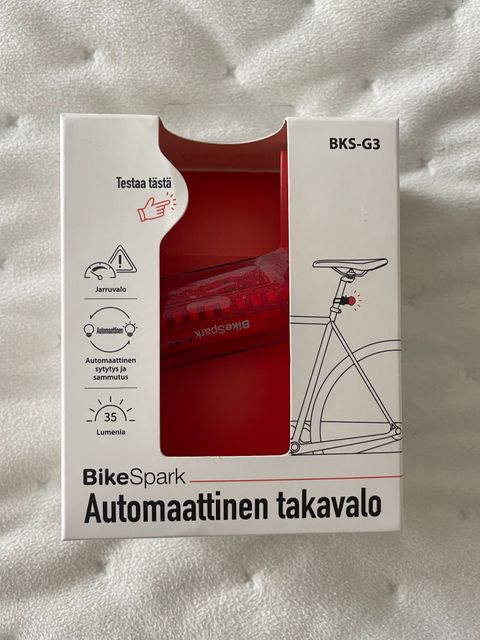 BKS-G3
Testaa tästä
Jarruvalo
Automaattinen
Automaattinen
sytytys ja
sammutus
35
Lumenia
BikeSpark
BikeSpark
Automaattinen takavalo